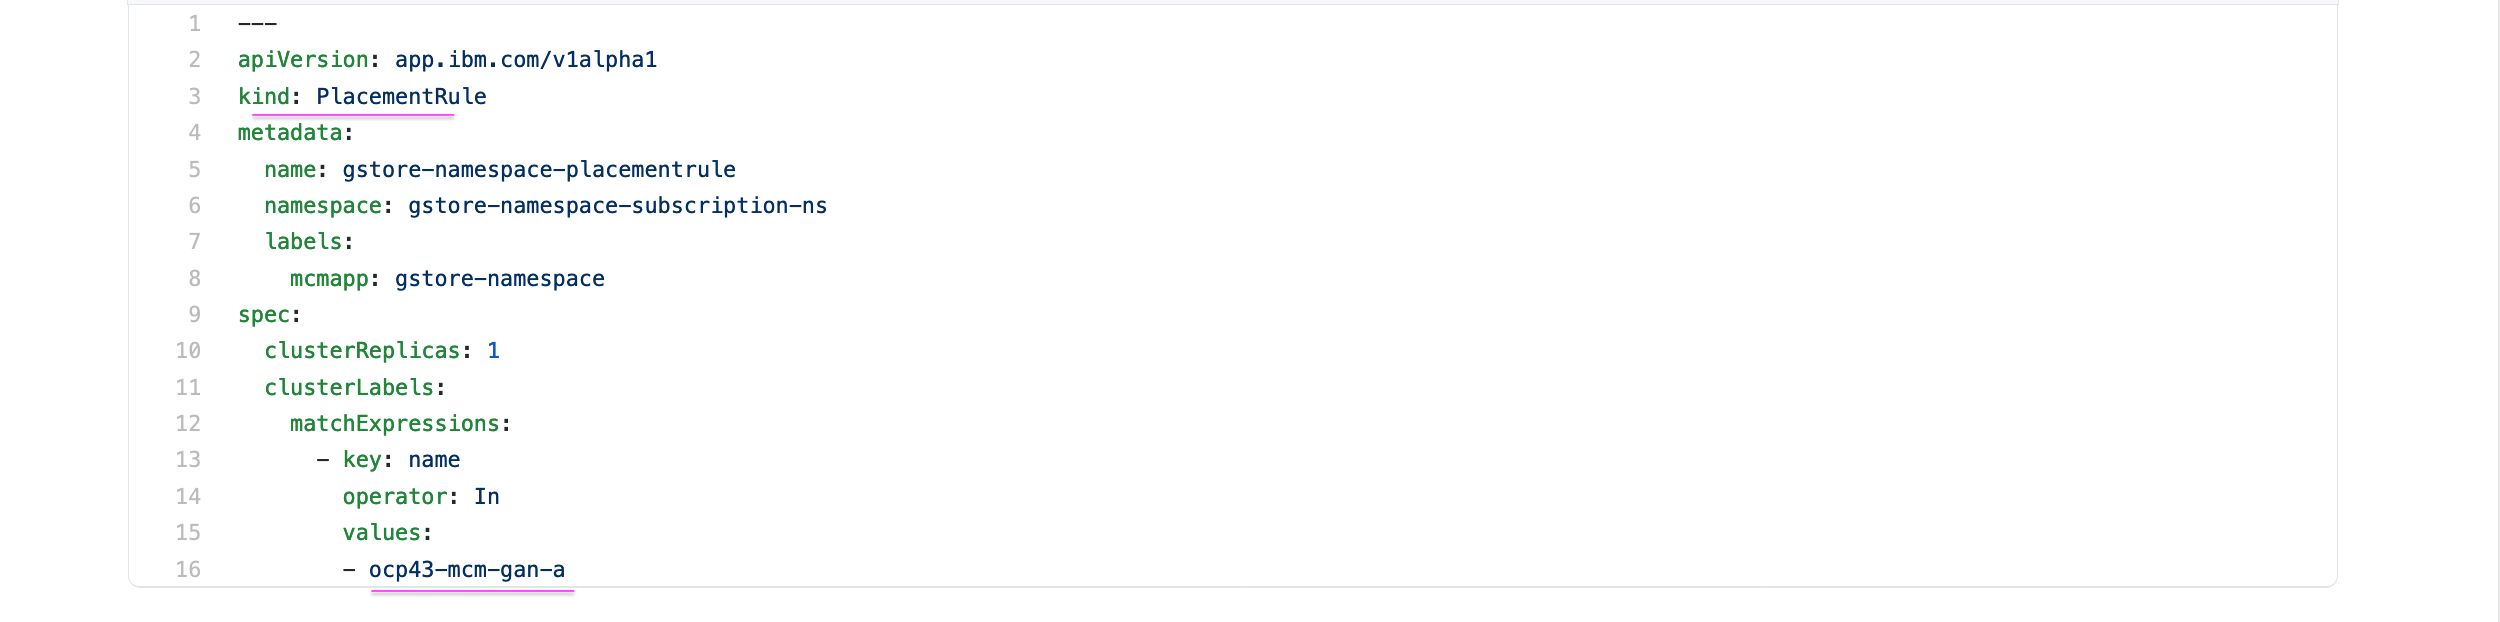 1 ---
2 apiVersion: app.ibm.com/v1alpha1
3 kind: PlacementRule
4 metadata:
5   name: gstore-namespace-placementrule
6   namespace: gstore-namespace-subscription-ns
7   labels:
8     mcmapp: gstore-namespace
9 spec:
10   clusterReplicas: 1
11   clusterLabels:
12     matchExpressions:
13       - key: name
14         operator: In
15         values:
16         - ocp43-mcm-gan-a